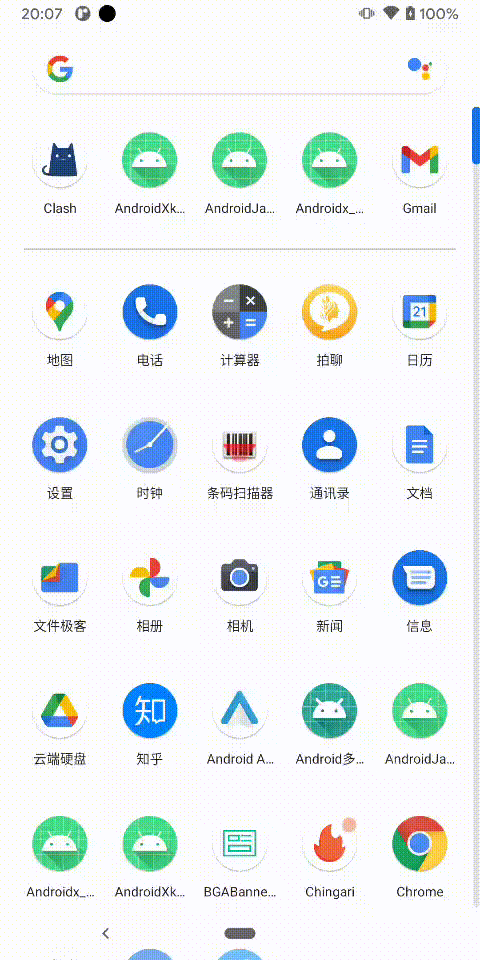 20:07 100%
Clash AndroidXk... AndroidJa... Androidx_... Gmail
21
地图 电话 计算器 拍聊 日历
设置 时钟 条码扫描器 通讯录 文档
GE
文件极客 相册 相机 新闻 信息
知
云端硬盘 知乎 Android A... Android多... AndroidJa...
Androidx_... AndroidXk... BGABanne... Chingari Chrome